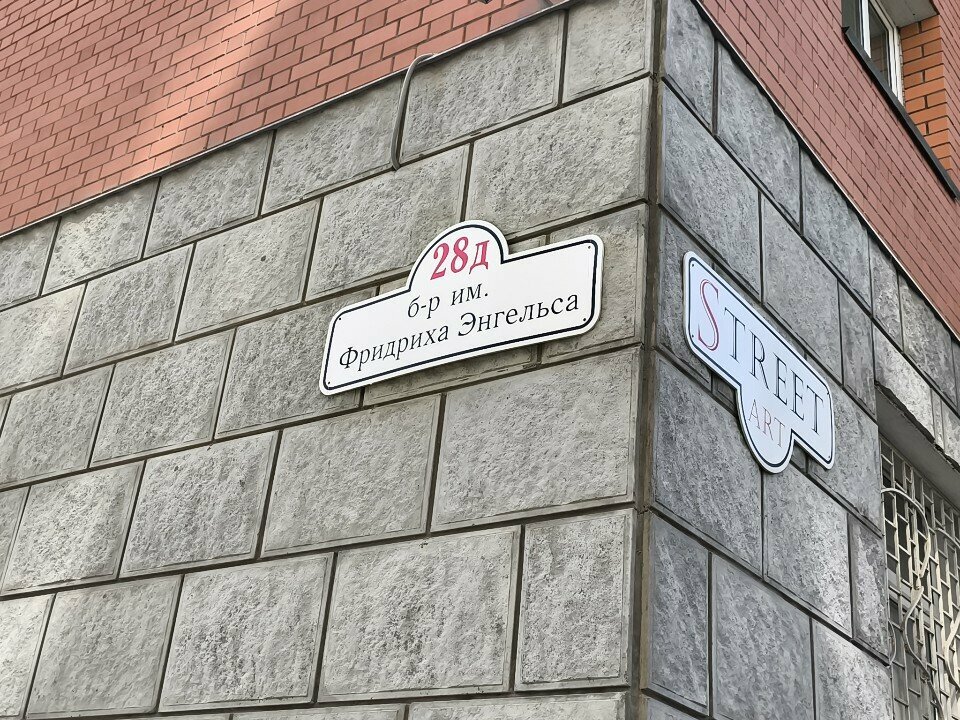 28д
б-р им.
Фридриха Энгельса
STREET
ART